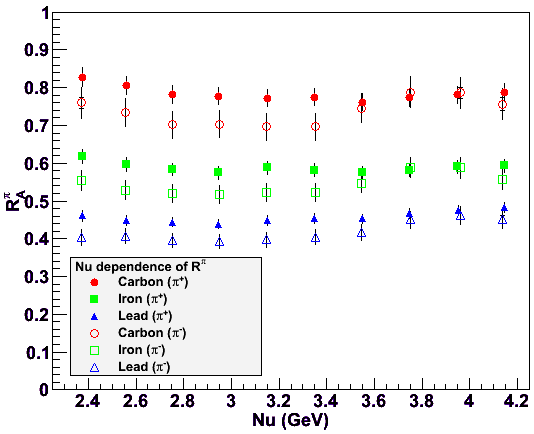 1
0.9
0.8
0.7
0.6
0.5
0.4
0.3
0.2
0.1
0
R_A^π
Nu dependence of R^π
Carbon (π⁺)
Iron (π⁺)
Lead (π⁺)
Carbon (π⁻)
Iron (π⁻)
Lead (π⁻)
2.4 2.6 2.8 3 3.2 3.4 3.6 3.8 4 4.2
Nu (GeV)